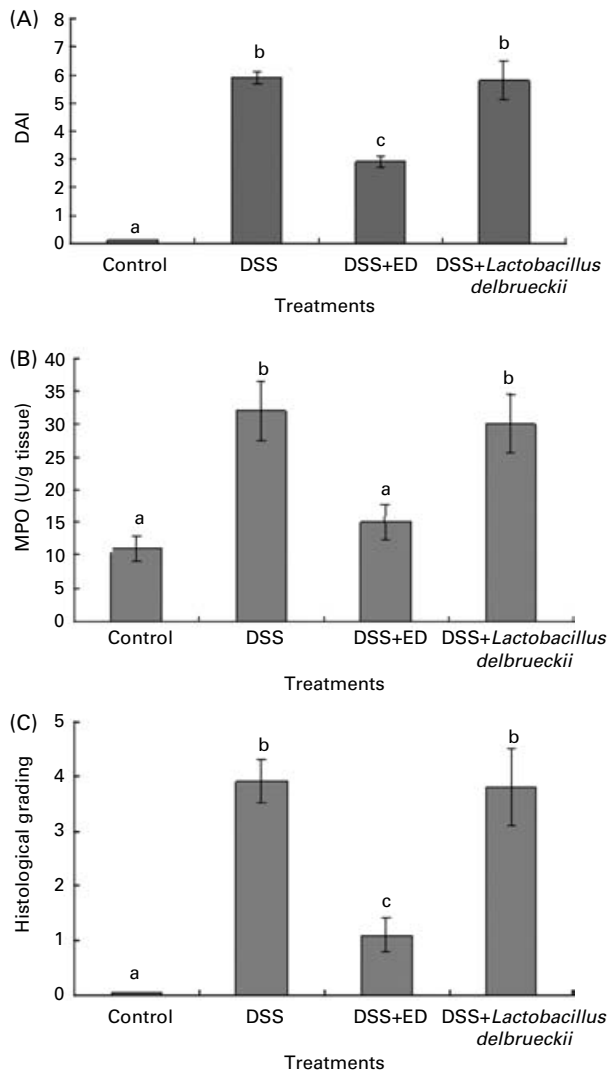 (A)
8
7
6
5
4
3
2
1
0
DAI
a
b
c
b
Control DSS DSS+ED DSS+Lactobacillus
delbrueckii
Treatments
(B)
40
35
30
25
20
15
10
5
0
MPO (U/g tissue)
a
b
a
b
Control DSS DSS+ED DSS+Lactobacillus
delbrueckii
Treatments
(C)
5
4
3
2
1
0
Histological grading
a
b
c
b
Control DSS DSS+ED DSS+Lactobacillus
delbrueckii
Treatments